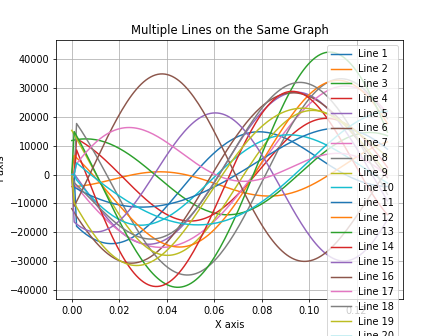 Multiple Lines on the Same Graph
40000
30000
20000
10000
0
−10000
−20000
−30000
−40000
0.00
0.02
0.04
0.06
0.08
0.10
X axis
Line 1
Line 2
Line 3
Line 4
Line 5
Line 6
Line 7
Line 8
Line 9
Line 10
Line 11
Line 12
Line 13
Line 14
Line 15
Line 16
Line 17
Line 18
Line 19
Line 20